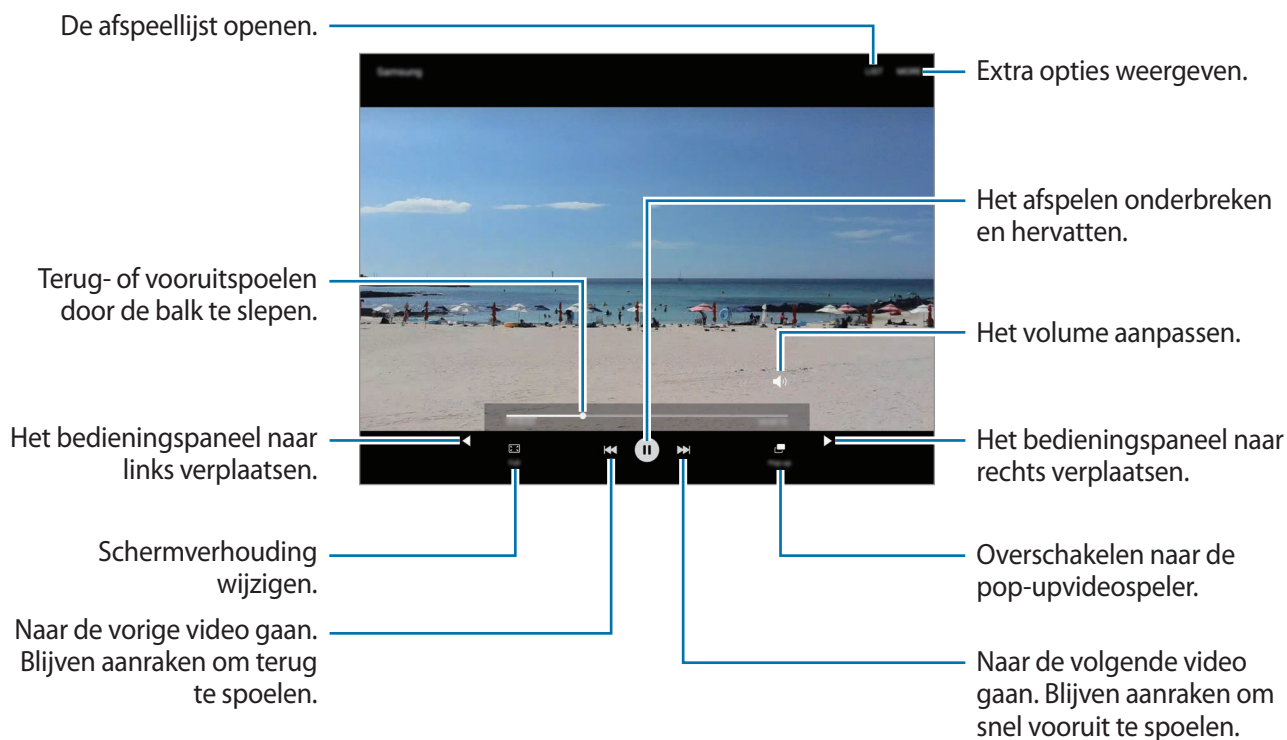 De afspeellijst openen.
Samsung
LIST MORE
Extra opties weergeven.
Het afspelen onderbreken
en hervatten.
Terug- of vooruitspoelen
door de balk te slepen.
Het volume aanpassen.
Het bedieningspaneel naar
links verplaatsen.
Het bedieningspaneel naar
rechts verplaatsen.
Schermverhouding
wijzigen.
Overschakelen naar de
pop-upvideospeler.
Naar de vorige video gaan.
Blijven aanraken om terug
te spoelen.
Naar de volgende video
gaan. Blijven aanraken om
snel vooruit te spoelen.